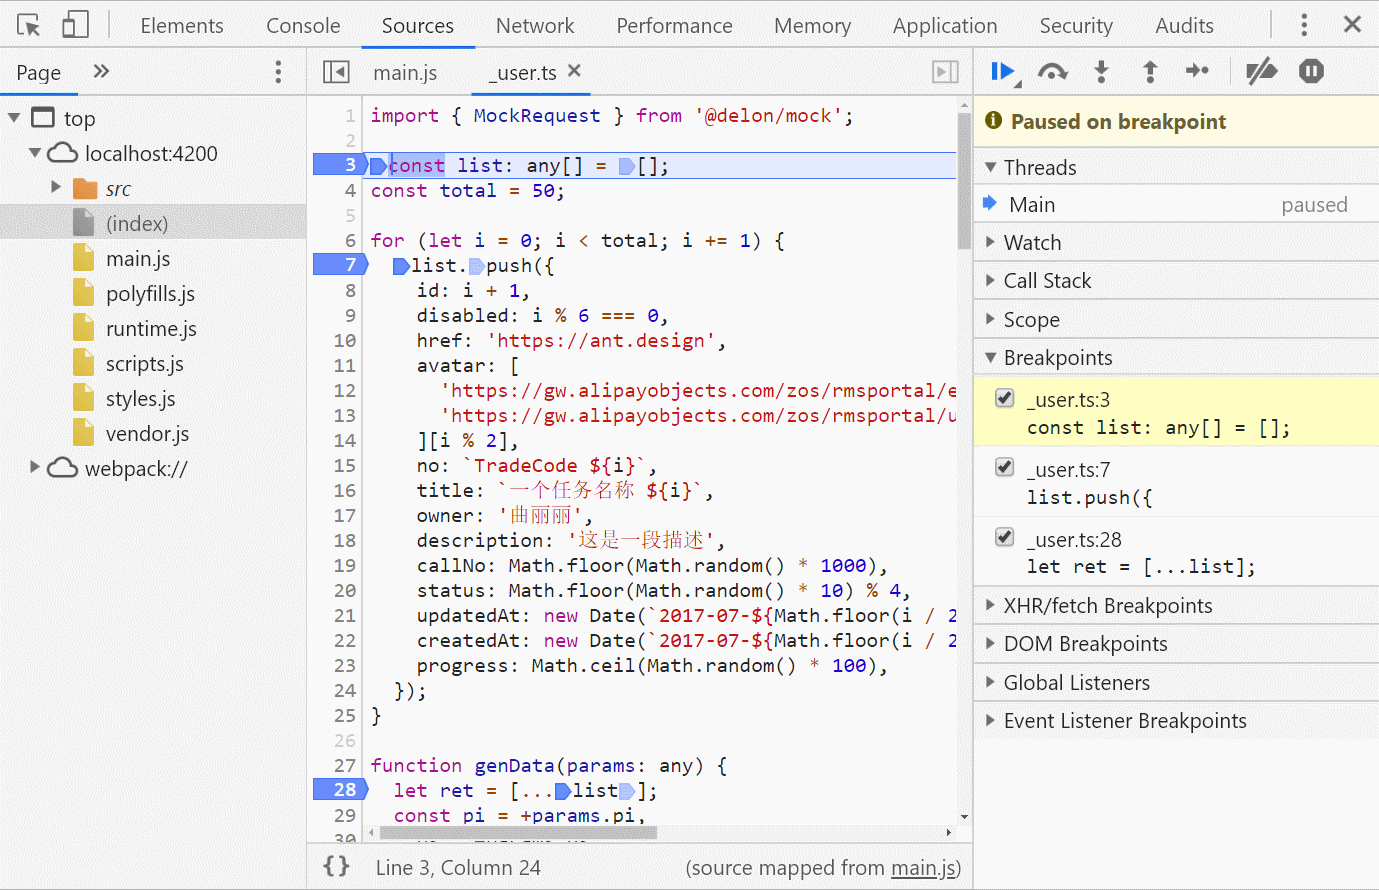 Elements Console Sources Network Performance Memory Application Security Audits
Page
top
localhost:4200
src
(index)
main.js
polyfills.js
runtime.js
scripts.js
styles.js
vendor.js
webpack://
main.js _user.ts
1 import { MockRequest } from '@delon/mock';
2
3 const list: any[] = [];
4 const total = 50;
5
6 for (let i = 0; i < total; i += 1) {
7 list.push({
8 id: i + 1,
9 disabled: i % 6 === 0,
10 href: 'https://ant.design',
11 avatar: [
12 'https://gw.alipayobjects.com/zos/rmsportal/e
13 'https://gw.alipayobjects.com/zos/rmsportal/u
14 ][i % 2],
15 no: `TradeCode ${i}`,
16 title: `一个任务名称 ${i}`,
17 owner: '曲丽丽',
18 description: '这是一段描述',
19 callNo: Math.floor(Math.random() * 1000),
20 status: Math.floor(Math.random() * 10) % 4,
21 updatedAt: new Date(`2017-07-${Math.floor(i / 2
22 createdAt: new Date(`2017-07-${Math.floor(i / 2
23 progress: Math.ceil(Math.random() * 100),
24 });
25 }
26
27 function genData(params: any) {
28 let ret = [...list];
29 const pi = +params.pi,
30
{} Line 3, Column 24 (source mapped from main.js)
Paused on breakpoint
Threads
Main paused
Watch
Call Stack
Scope
Breakpoints
_user.ts:3
const list: any[] = [];
_user.ts:7
list.push({
_user.ts:28
let ret = [...list];
XHR/fetch Breakpoints
DOM Breakpoints
Global Listeners
Event Listener Breakpoints